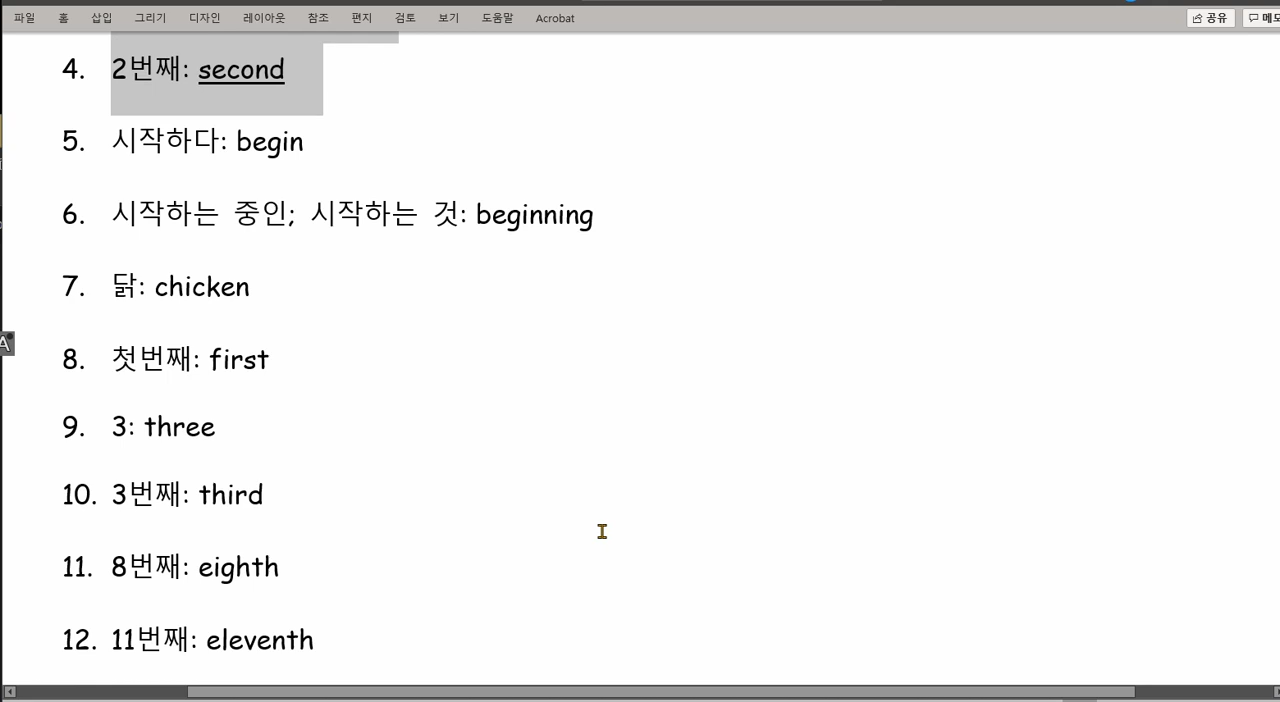 파일 홈 삽입 그리기 디자인 레이아웃 참조 편지 검토 보기 도움말 Acrobat 공유
4. 2번째: second
5. 시작하다: begin
6. 시작하는 중인; 시작하는 것: beginning
7. 닭: chicken
8. 첫번째: first
9. 3: three
10. 3번째: third
11. 8번째: eighth
12. 11번째: eleventh